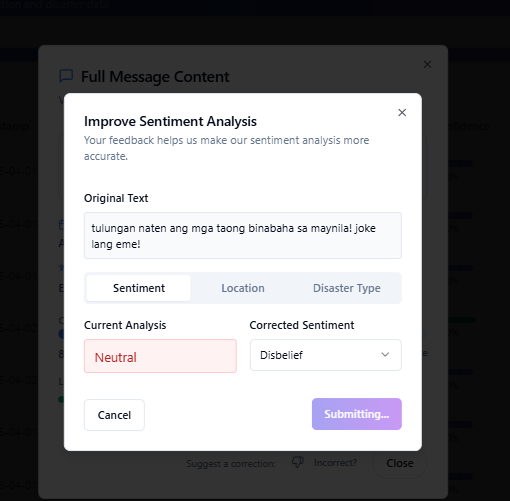 Full Message Content
Improve Sentiment Analysis
Your feedback helps us make our sentiment analysis more
accurate.
Original Text
tulungan naten ang mga taong binabaha sa maynila! joke
lang eme!
Sentiment
Location
Disaster Type
Current Analysis
Corrected Sentiment
Neutral
Disbelief
Cancel
Submitting...
Suggest a correction:
Incorrect?
Close